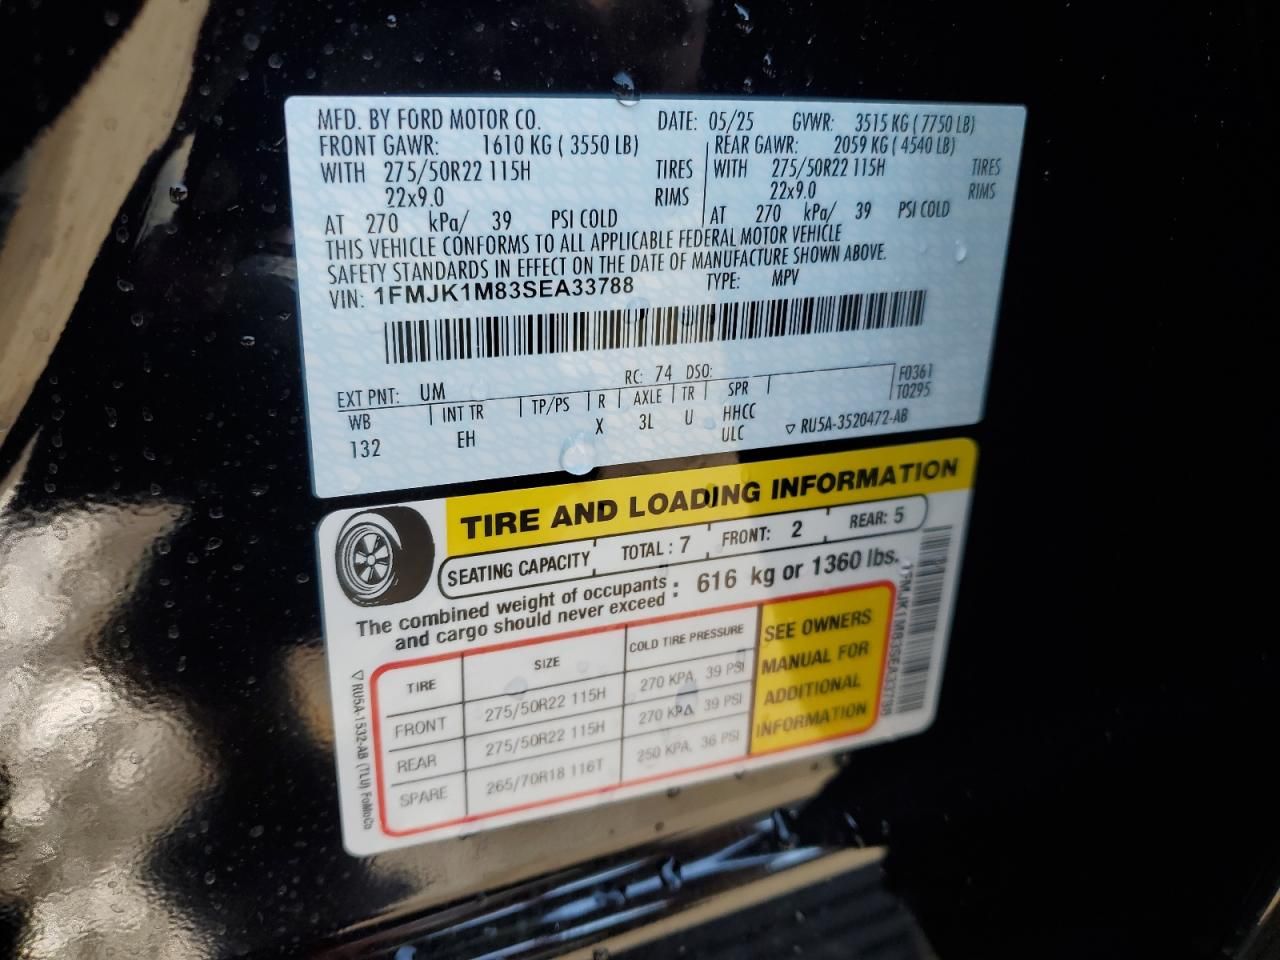 MFD. BY FORD MOTOR CO. DATE: 05/25 GVWR: 3515 KG ( 7750 LB)
FRONT GAWR: 1610 KG ( 3550 LB) REAR GAWR: 2059 KG ( 4540 LB)
WITH 275/50R22 115H TIRES WITH 275/50R22 115H TIRES
22x9.0 RIMS 22x9.0 RIMS
AT 270 kPa/ 39 PSI COLD AT 270 kPa/ 39 PSI COLD
THIS VEHICLE CONFORMS TO ALL APPLICABLE FEDERAL MOTOR VEHICLE
SAFETY STANDARDS IN EFFECT ON THE DATE OF MANUFACTURE SHOWN ABOVE.
VIN: 1FMJK1M83SEA33788 TYPE: MPV
EXT PNT: UM RC: 74 DSO: F0361
WB INT TR TP/PS R AXLE TR SPR T0295
132 EH X 3L U HHCC
ULC ▽ RU5A-3520472-AB
TIRE AND LOADING INFORMATION
SEATING CAPACITY TOTAL : 7 FRONT: 2 REAR: 5
The combined weight of occupants
and cargo should never exceed : 616 kg or 1360 lbs.
TIRE SIZE COLD TIRE PRESSURE
FRONT 275/50R22 115H 270 KPA, 39 PSI
REAR 275/50R22 115H 270 KPA, 39 PSI
SPARE 265/70R18 116T 250 KPA, 36 PSI
SEE OWNERS
MANUAL FOR
ADDITIONAL
INFORMATION
1FMJK1M83SEA33788
▽ RU5A-1532-AB (TLU) FoMoCo